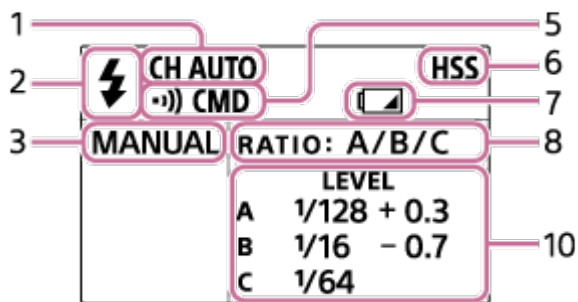 1
5
CH AUTO
HSS
6
2
•))) CMD
7
3
MANUAL
RATIO: A/B/C
8
LEVEL
A 1/128 + 0.3
B 1/16 − 0.7
10
C 1/64